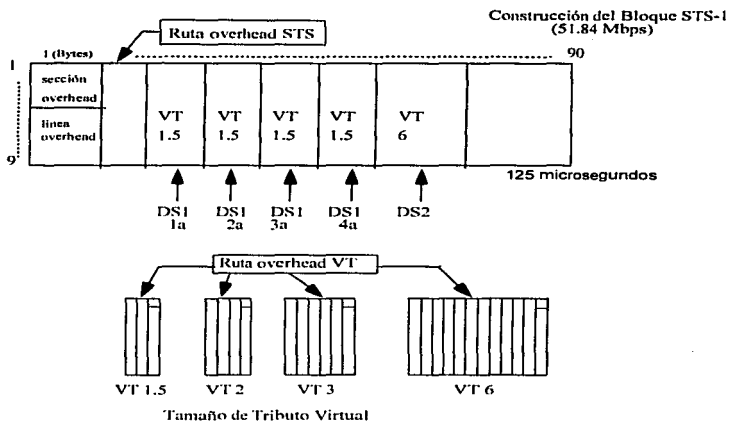 Construcción del Bloque STS-1
(51.84 Mbps)
Ruta overhead STS
1 (Bytes)
90
1
sección
overhead
linea
overhead
9
VT
1.5
VT
1.5
VT
1.5
VT
1.5
VT
6
125 microsegundos
DS1
1a
DS1
2a
DS1
3a
DS1
4a
DS2
Ruta overhead VT
VT 1.5
VT 2
VT 3
VT 6
Tamaño de Tributo Virtual